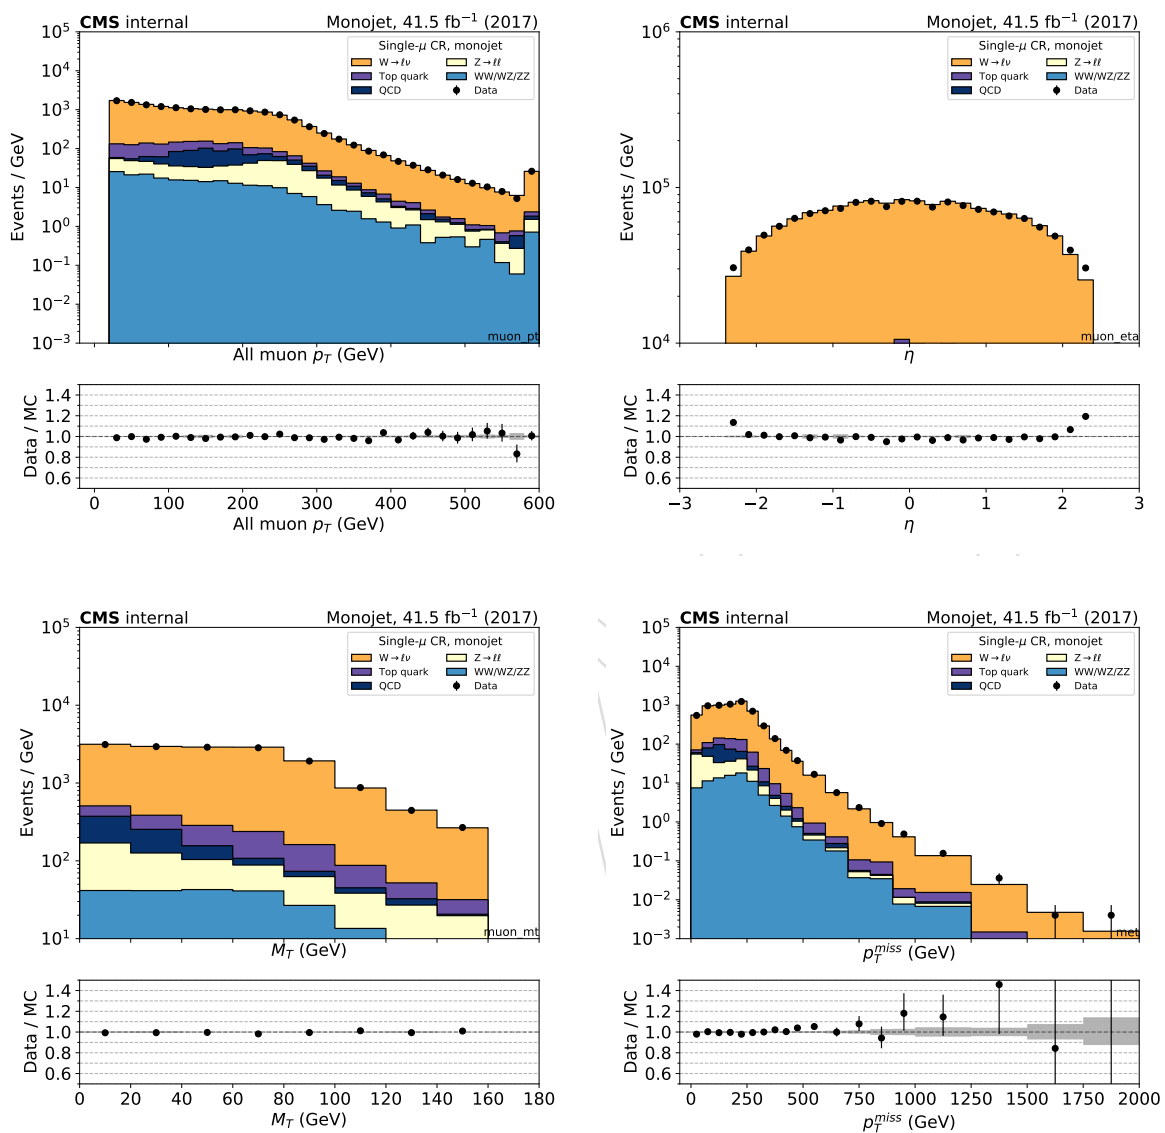 CMS internal Monojet, 41.5 fb⁻¹ (2017)
10⁵
Single-μ CR, monojet
W→ℓν Z→ℓℓ
Top quark WW/WZ/ZZ
QCD Data
10⁴
10³
10²
10¹
10⁰
10⁻¹
10⁻²
10⁻³
Events / GeV
muon_pt
All muon p_T (GeV)
1.4
1.2
1.0
0.8
0.6
Data / MC
0 100 200 300 400 500 600
All muon p_T (GeV)
CMS internal Monojet, 41.5 fb⁻¹ (2017)
10⁶
Single-μ CR, monojet
W→ℓν Z→ℓℓ
Top quark WW/WZ/ZZ
QCD Data
10⁵
10⁴
Events / GeV
muon_eta
η
1.4
1.2
1.0
0.8
0.6
Data / MC
−3 −2 −1 0 1 2 3
η
CMS internal Monojet, 41.5 fb⁻¹ (2017)
10⁵
Single-μ CR, monojet
W→ℓν Z→ℓℓ
Top quark WW/WZ/ZZ
QCD Data
10⁴
10³
10²
10¹
Events / GeV
muon_mt
M_T (GeV)
1.4
1.2
1.0
0.8
0.6
Data / MC
0 20 40 60 80 100 120 140 160 180
M_T (GeV)
CMS internal Monojet, 41.5 fb⁻¹ (2017)
10⁵
Single-μ CR, monojet
W→ℓν Z→ℓℓ
Top quark WW/WZ/ZZ
QCD Data
10⁴
10³
10²
10¹
10⁰
10⁻¹
10⁻²
10⁻³
Events / GeV
met
p_T^miss (GeV)
1.4
1.2
1.0
0.8
0.6
Data / MC
0 250 500 750 1000 1250 1500 1750 2000
p_T^miss (GeV)